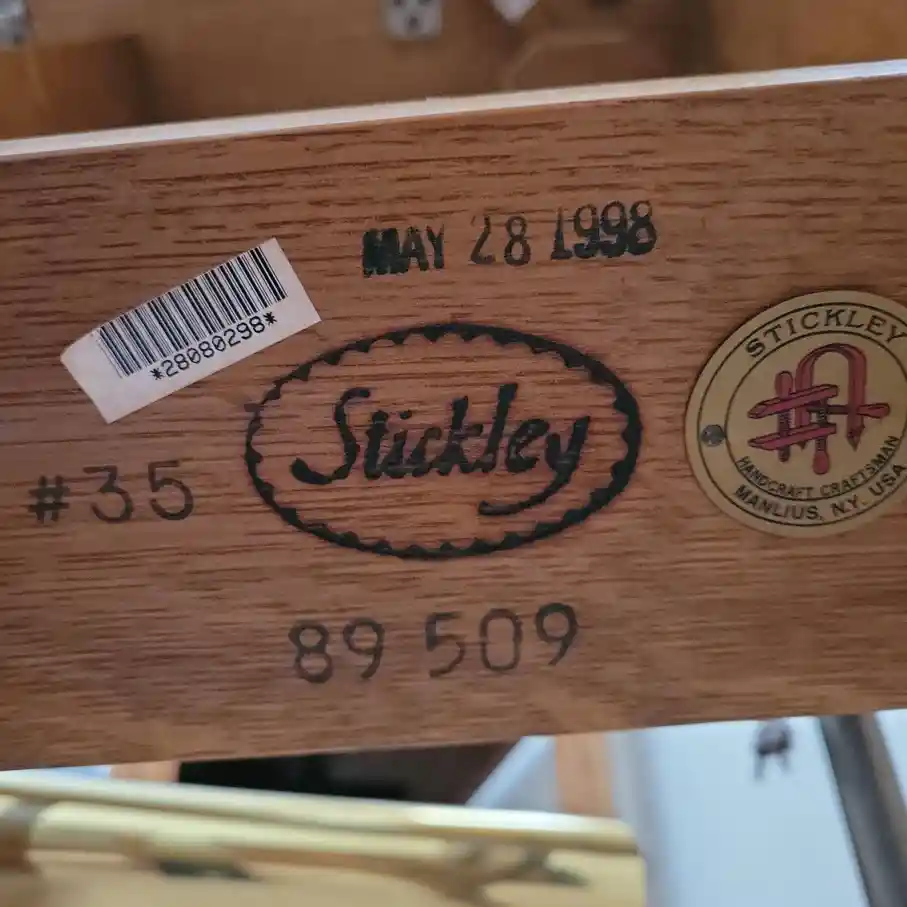 MAY 28 1998
*28080298*
Stickley
#35
89 509
STICKLEY
HANDCRAFT CRAFTSMAN
MANLIUS, N.Y. USA